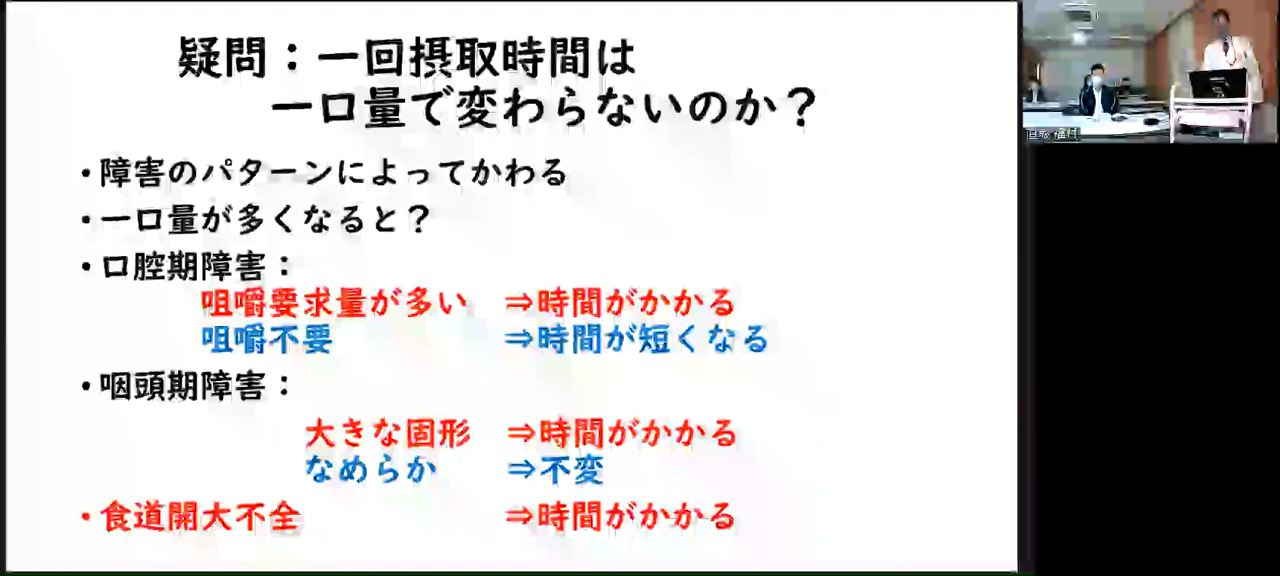 疑問：一回摂取時間は
一口量で変わらないのか？
・障害のパターンによってかわる
・一口量が多くなると？
・口腔期障害：
咀嚼要求量が多い ⇒時間がかかる
咀嚼不要 ⇒時間が短くなる
・咽頭期障害：
大きな固形 ⇒時間がかかる
なめらか ⇒不変
・食道開大不全 ⇒時間がかかる